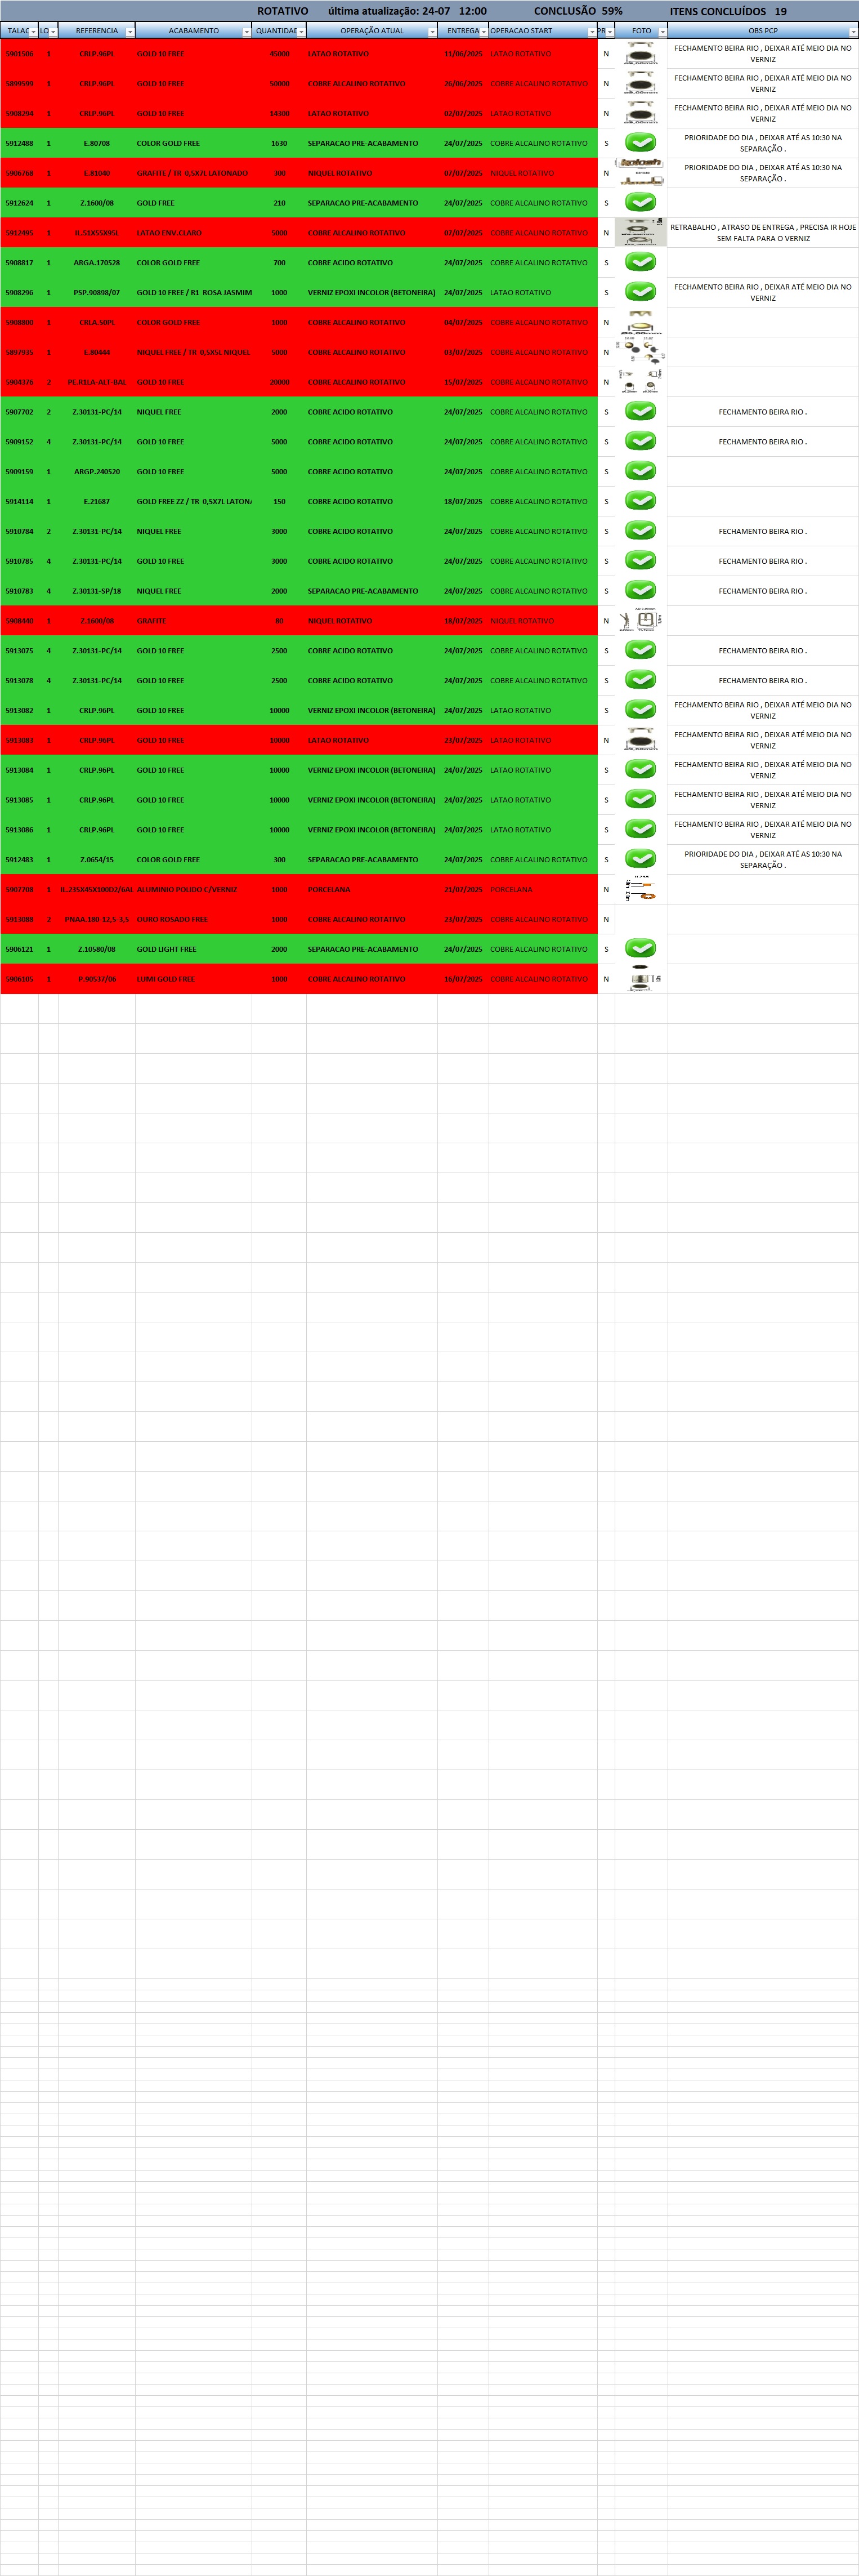 ROTATIVO última atualização: 24-07 12:00 CONCLUSÃO 59% ITENS CONCLUÍDOS 19
TALAC LO REFERENCIA ACABAMENTO QUANTIDAD OPERAÇÃO ATUAL ENTREGA OPERACAO START PR FOTO OBS PCP
5901506 1 CRLP.96PL GOLD 10 FREE 45000 LATAO ROTATIVO 11/06/2025 LATAO ROTATIVO N FECHAMENTO BEIRA RIO , DEIXAR ATÉ MEIO DIA NO
VERNIZ
5899599 1 CRLP.96PL GOLD 10 FREE 50000 COBRE ALCALINO ROTATIVO 26/06/2025 COBRE ALCALINO ROTATIVO N FECHAMENTO BEIRA RIO , DEIXAR ATÉ MEIO DIA NO
VERNIZ
5908294 1 CRLP.96PL GOLD 10 FREE 14300 LATAO ROTATIVO 02/07/2025 LATAO ROTATIVO N FECHAMENTO BEIRA RIO , DEIXAR ATÉ MEIO DIA NO
VERNIZ
5912488 1 E.80708 COLOR GOLD FREE 1630 SEPARACAO PRE-ACABAMENTO 24/07/2025 COBRE ALCALINO ROTATIVO S PRIORIDADE DO DIA , DEIXAR ATÉ AS 10:30 NA
SEPARAÇÃO .
5906768 1 E.81040 GRAFITE / TR 0,5X7L LATONADO 300 NIQUEL ROTATIVO 07/07/2025 NIQUEL ROTATIVO N PRIORIDADE DO DIA , DEIXAR ATÉ AS 10:30 NA
SEPARAÇÃO .
5912624 1 Z.1600/08 GOLD FREE 210 SEPARACAO PRE-ACABAMENTO 24/07/2025 COBRE ALCALINO ROTATIVO S
5912495 1 IL.51X55X95L LATAO ENV.CLARO 5000 COBRE ALCALINO ROTATIVO 07/07/2025 COBRE ALCALINO ROTATIVO N RETRABALHO , ATRASO DE ENTREGA , PRECISA IR HOJE
SEM FALTA PARA O VERNIZ
5908817 1 ARGA.170528 COLOR GOLD FREE 700 COBRE ACIDO ROTATIVO 24/07/2025 COBRE ALCALINO ROTATIVO S
5908296 1 PSP.90898/07 GOLD 10 FREE / R1 ROSA JASMIM 1000 VERNIZ EPOXI INCOLOR (BETONEIRA) 24/07/2025 LATAO ROTATIVO S FECHAMENTO BEIRA RIO , DEIXAR ATÉ MEIO DIA NO
VERNIZ
5908800 1 CRLA.50PL COLOR GOLD FREE 1000 COBRE ALCALINO ROTATIVO 04/07/2025 COBRE ALCALINO ROTATIVO N
5897935 1 E.80444 NIQUEL FREE / TR 0,5X5L NIQUEL 5000 COBRE ALCALINO ROTATIVO 03/07/2025 COBRE ALCALINO ROTATIVO N
5904376 2 PE.R1LA-ALT-BAL GOLD 10 FREE 20000 COBRE ALCALINO ROTATIVO 15/07/2025 COBRE ALCALINO ROTATIVO N
5907702 2 Z.30131-PC/14 NIQUEL FREE 2000 COBRE ACIDO ROTATIVO 24/07/2025 COBRE ALCALINO ROTATIVO S FECHAMENTO BEIRA RIO .
5909152 4 Z.30131-PC/14 GOLD 10 FREE 5000 COBRE ACIDO ROTATIVO 24/07/2025 COBRE ALCALINO ROTATIVO S FECHAMENTO BEIRA RIO .
5909159 1 ARGP.240520 GOLD 10 FREE 5000 COBRE ACIDO ROTATIVO 24/07/2025 COBRE ALCALINO ROTATIVO S
5914114 1 E.21687 GOLD FREE ZZ / TR 0,5X7L LATON 150 COBRE ACIDO ROTATIVO 18/07/2025 COBRE ALCALINO ROTATIVO S
5910784 2 Z.30131-PC/14 NIQUEL FREE 3000 COBRE ACIDO ROTATIVO 24/07/2025 COBRE ALCALINO ROTATIVO S FECHAMENTO BEIRA RIO .
5910785 4 Z.30131-PC/14 GOLD 10 FREE 3000 COBRE ACIDO ROTATIVO 24/07/2025 COBRE ALCALINO ROTATIVO S FECHAMENTO BEIRA RIO .
5910783 4 Z.30131-SP/18 NIQUEL FREE 2000 SEPARACAO PRE-ACABAMENTO 24/07/2025 COBRE ALCALINO ROTATIVO S FECHAMENTO BEIRA RIO .
5908440 1 Z.1600/08 GRAFITE 80 NIQUEL ROTATIVO 18/07/2025 NIQUEL ROTATIVO N
5913075 4 Z.30131-PC/14 GOLD 10 FREE 2500 COBRE ACIDO ROTATIVO 24/07/2025 COBRE ALCALINO ROTATIVO S FECHAMENTO BEIRA RIO .
5913078 4 Z.30131-PC/14 GOLD 10 FREE 2500 COBRE ACIDO ROTATIVO 24/07/2025 COBRE ALCALINO ROTATIVO S FECHAMENTO BEIRA RIO .
5913082 1 CRLP.96PL GOLD 10 FREE 10000 VERNIZ EPOXI INCOLOR (BETONEIRA) 24/07/2025 LATAO ROTATIVO S FECHAMENTO BEIRA RIO , DEIXAR ATÉ MEIO DIA NO
VERNIZ
5913083 1 CRLP.96PL GOLD 10 FREE 10000 LATAO ROTATIVO 21/07/2025 LATAO ROTATIVO N FECHAMENTO BEIRA RIO , DEIXAR ATÉ MEIO DIA NO
VERNIZ
5913084 1 CRLP.96PL GOLD 10 FREE 10000 VERNIZ EPOXI INCOLOR (BETONEIRA) 24/07/2025 LATAO ROTATIVO S FECHAMENTO BEIRA RIO , DEIXAR ATÉ MEIO DIA NO
VERNIZ
5913085 1 CRLP.96PL GOLD 10 FREE 10000 VERNIZ EPOXI INCOLOR (BETONEIRA) 24/07/2025 LATAO ROTATIVO S FECHAMENTO BEIRA RIO , DEIXAR ATÉ MEIO DIA NO
VERNIZ
5913086 1 CRLP.96PL GOLD 10 FREE 10000 VERNIZ EPOXI INCOLOR (BETONEIRA) 24/07/2025 LATAO ROTATIVO S FECHAMENTO BEIRA RIO , DEIXAR ATÉ MEIO DIA NO
VERNIZ
5912483 1 Z.0654/15 COLOR GOLD FREE 300 SEPARACAO PRE-ACABAMENTO 24/07/2025 COBRE ALCALINO ROTATIVO S PRIORIDADE DO DIA , DEIXAR ATÉ AS 10:30 NA
SEPARAÇÃO .
5907708 1 IL.235X45X100D2/6AL ALUMINIO POLIDO C/VERNIZ 1000 PORCELANA 21/07/2025 PORCELANA N
5913088 2 PNAA.180-12,5-3,5 OURO ROSADO FREE 1000 COBRE ALCALINO ROTATIVO 21/07/2025 COBRE ALCALINO ROTATIVO N
5906121 1 Z.10580/08 GOLD LIGHT FREE 2000 SEPARACAO PRE-ACABAMENTO 24/07/2025 COBRE ALCALINO ROTATIVO S
5906105 1 P.90537/06 LUMI GOLD FREE 1000 COBRE ALCALINO ROTATIVO 16/07/2025 COBRE ALCALINO ROTATIVO N